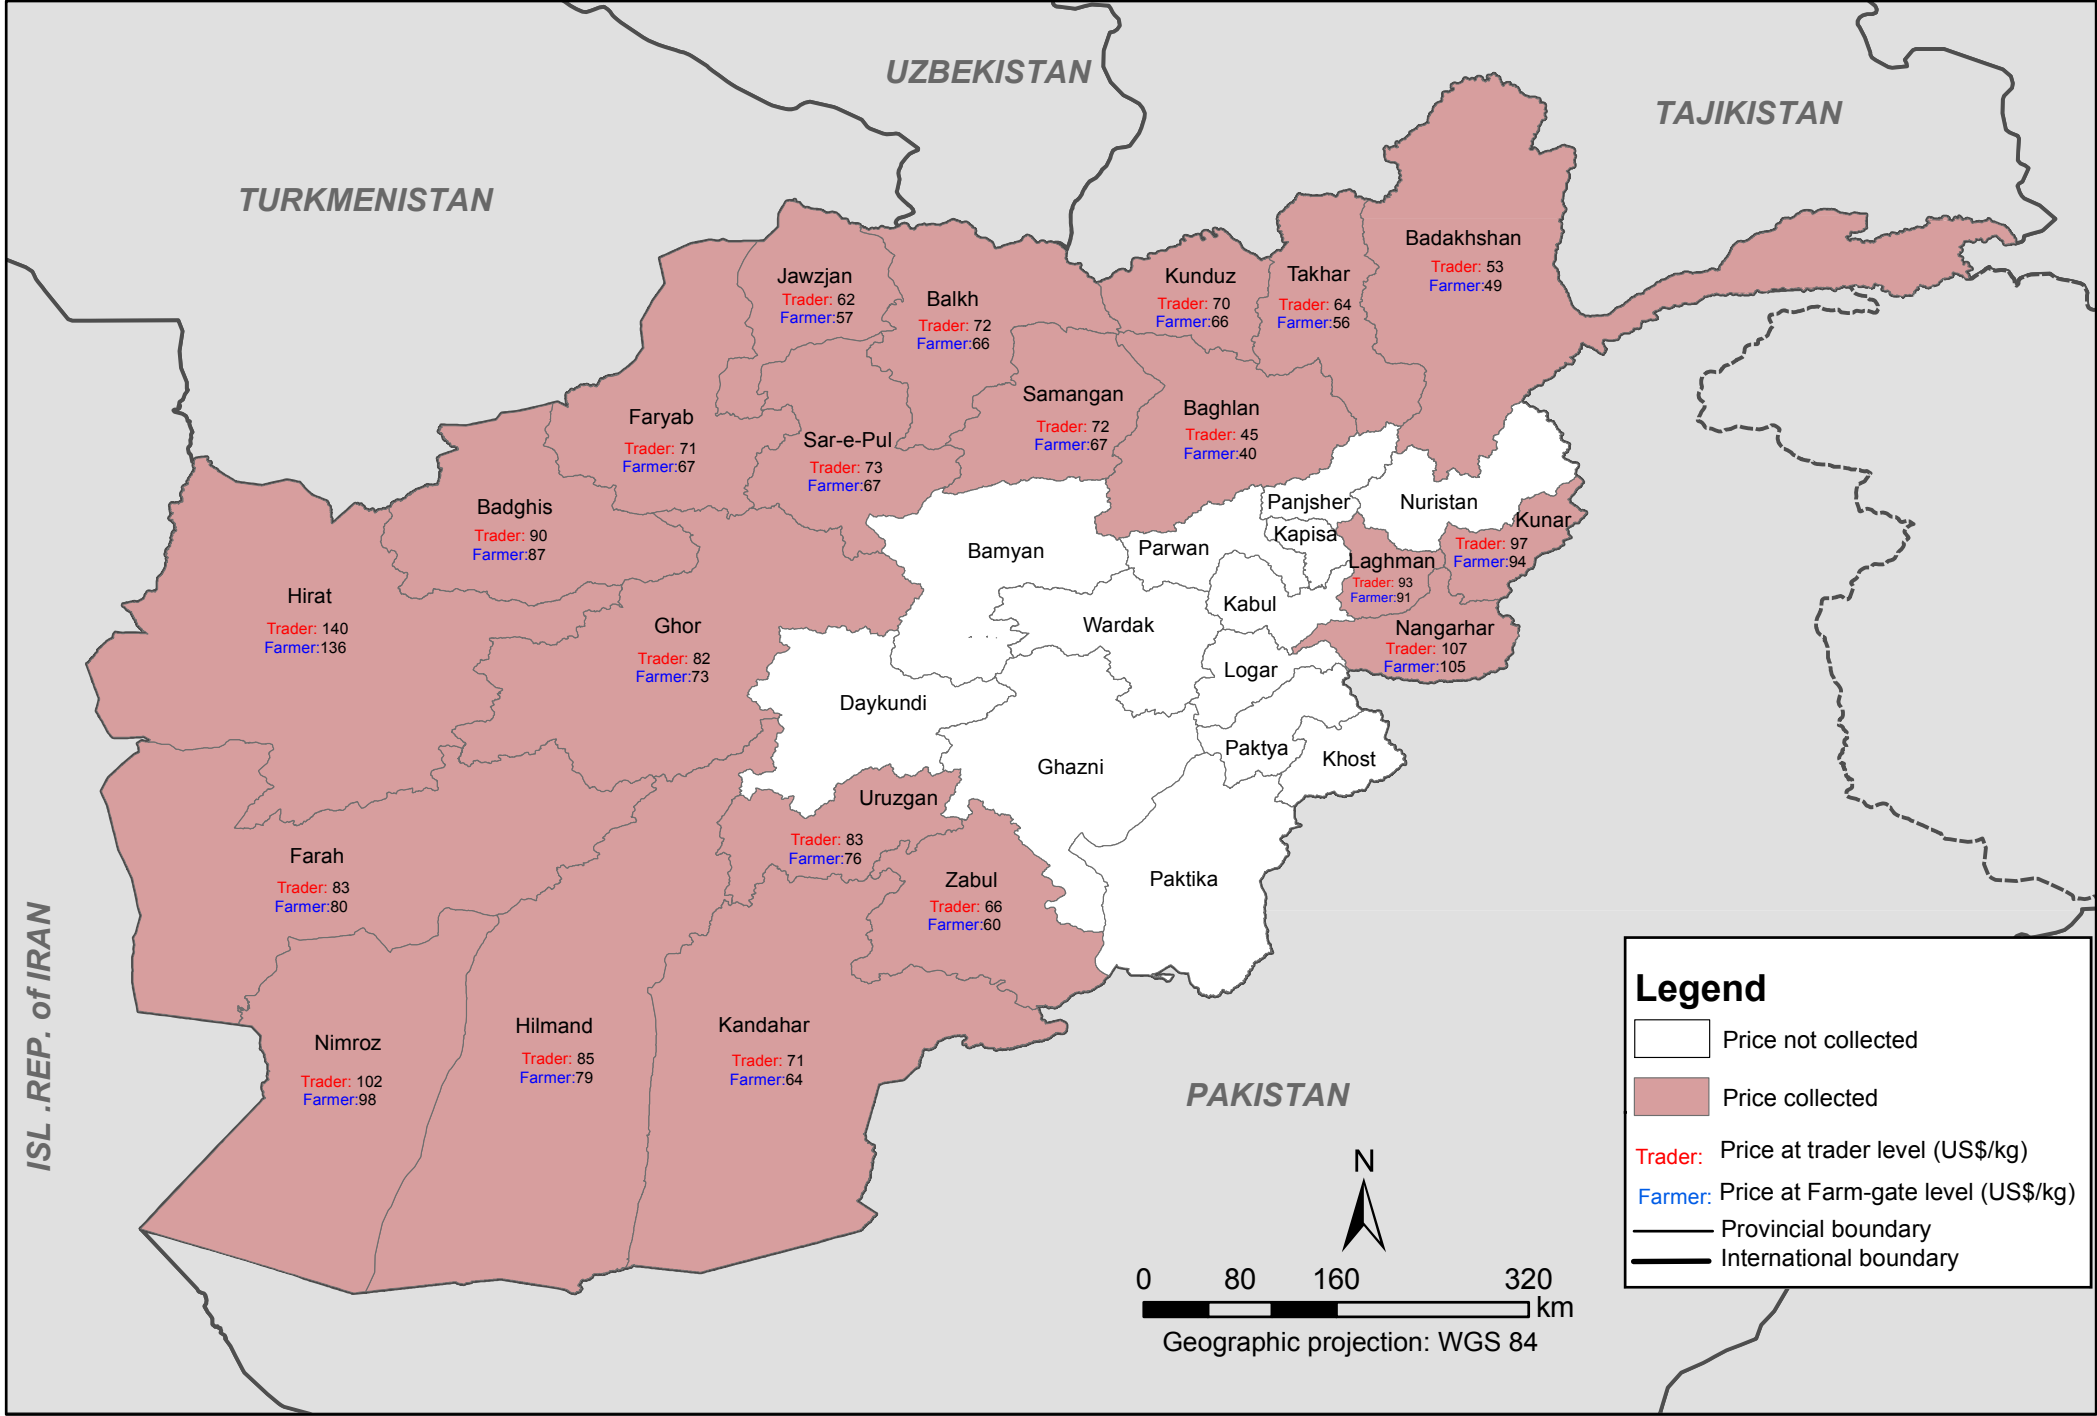 UZBEKISTAN
TAJIKISTAN
TURKMENISTAN
Badakhshan
Trader: 53
Farmer:49
Jawzjan
Trader: 62
Farmer:57
Balkh
Trader: 72
Farmer:66
Kunduz
Trader: 70
Farmer:66
Takhar
Trader: 64
Farmer:56
Samangan
Trader: 72
Farmer:67
Baghlan
Trader: 45
Farmer:40
Faryab
Trader: 71
Farmer:67
Sar-e-Pul
Trader: 73
Farmer:67
Badghis
Trader: 90
Farmer:87
Panjsher
Nuristan
Kunar
Trader: 97
Farmer:94
Kapisa
Parwan
Bamyan
Laghman
Trader: 93
Farmer:91
Hirat
Trader: 140
Farmer:136
Ghor
Trader: 82
Farmer:73
Kabul
Wardak
Nangarhar
Trader: 107
Farmer:105
Logar
Daykundi
Paktya
Khost
Ghazni
Uruzgan
Trader: 83
Farmer:76
Farah
Trader: 83
Farmer:80
Zabul
Trader: 66
Farmer:60
Paktika
ISL .REP. of IRAN
Nimroz
Trader: 102
Farmer:98
Hilmand
Trader: 85
Farmer:79
Kandahar
Trader: 71
Farmer:64
PAKISTAN
Legend
Price not collected
Price collected
Trader: Price at trader level (US$/kg)
Farmer: Price at Farm-gate level (US$/kg)
Provincial boundary
International boundary
N
0 80 160 320
km
Geographic projection: WGS 84